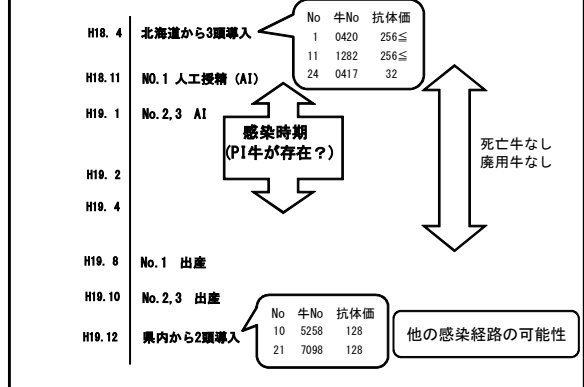 No 牛No 抗体価
1 0420 256≦
11 1282 256≦
24 0417 32
H18. 4 北海道から3頭導入
H18.11 NO.1 人工授精（AI）
H19. 1 No.2,3 AI
感染時期
(PI牛が存在？)
死亡牛なし
廃用牛なし
H19. 2
H19. 4
H19. 8 No.1 出産
H19.10 No.2,3 出産
H19.12 県内から2頭導入
No 牛No 抗体価
10 5258 128
21 7098 128
他の感染経路の可能性